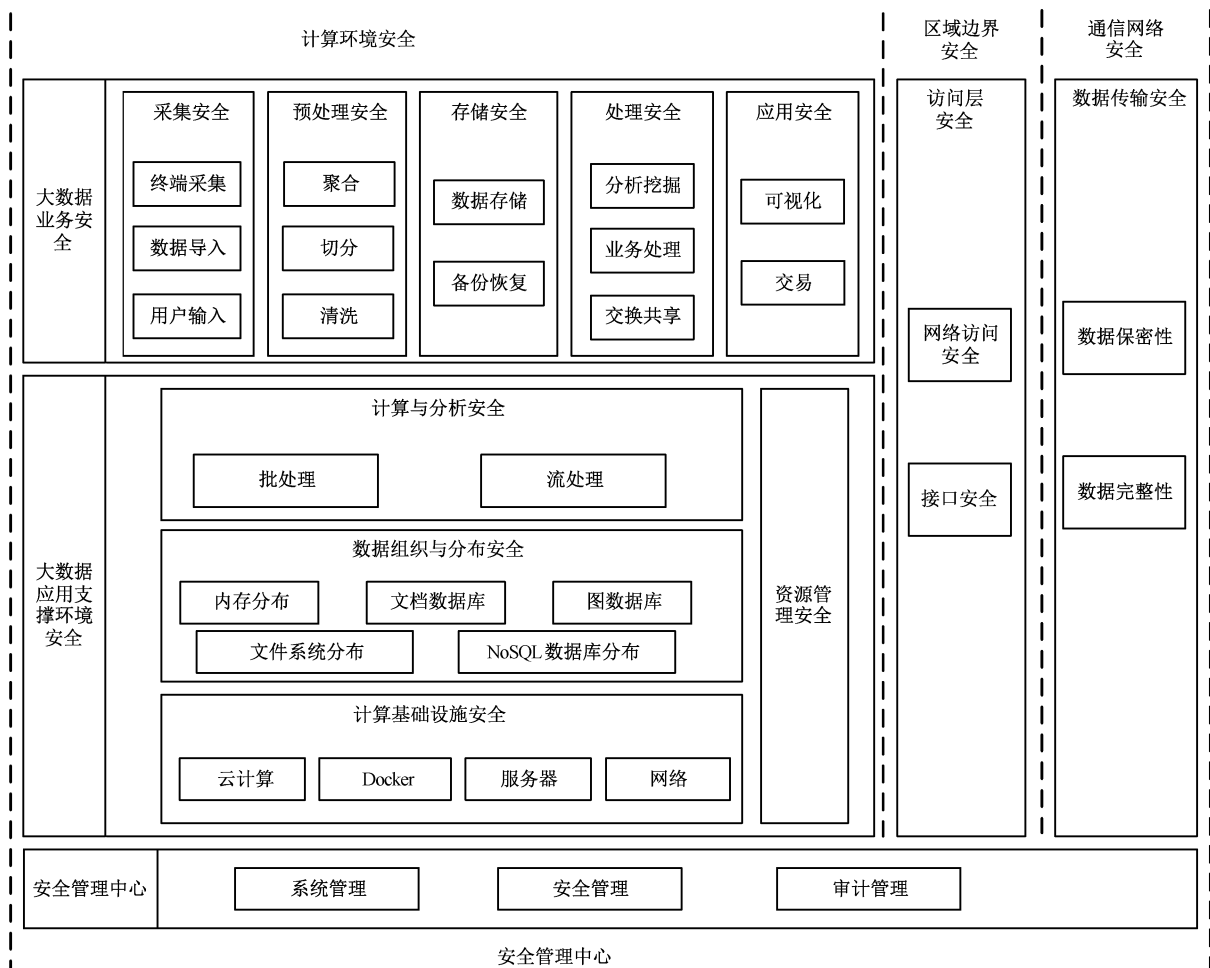 计算环境安全
区域边界
安全
通信网络
安全
大数据
业务安
全
采集安全
终端采集
数据导入
用户输入
预处理安全
聚合
切分
清洗
存储安全
数据存储
备份恢复
处理安全
分析挖掘
业务处理
交换共享
应用安全
可视化
交易
大数据
应用支
撑环境
安全
计算与分析安全
批处理
流处理
数据组织与分布安全
内存分布
文档数据库
图数据库
文件系统分布
NoSQL数据库分布
计算基础设施安全
云计算
Docker
服务器
网络
资源管
理安全
访问层
安全
网络访问
安全
接口安全
数据传输安全
数据保密性
数据完整性
安全管理中心
系统管理
安全管理
审计管理
安全管理中心